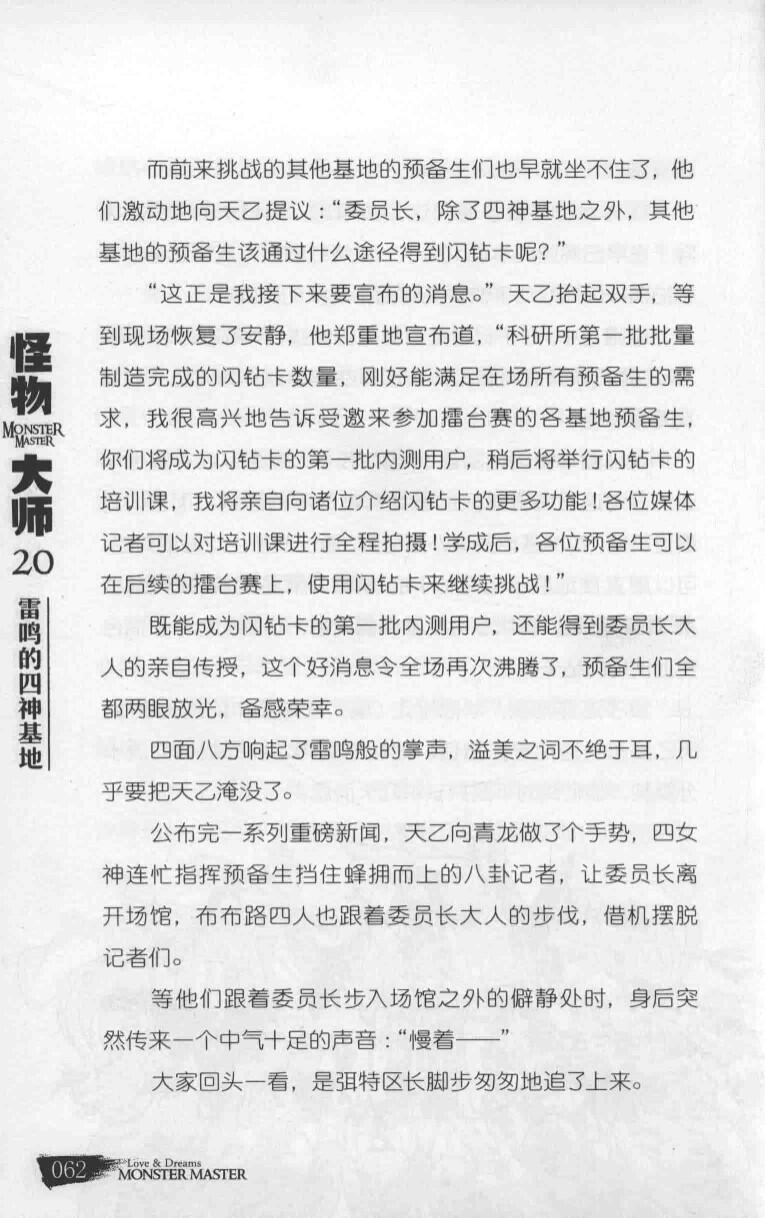 而前来挑战的其他基地的预备生们也早就坐不住了，他
们激动地向天乙提议：“委员长，除了四神基地之外，其他
基地的预备生该通过什么途径得到闪钻卡呢？”
“这正是我接下来要宣布的消息。”天乙抬起双手，等
到现场恢复了安静，他郑重地宣布道，“科研所第一批批量
制造完成的闪钻卡数量，刚好能满足在场所有预备生的需
求，我很高兴地告诉受邀来参加擂台赛的各基地预备生，
你们将成为闪钻卡的第一批内测用户，稍后将举行闪钻卡的
培训课，我将亲自向诸位介绍闪钻卡的更多功能！各位媒体
记者可以对培训课进行全程拍摄！学成后，各位预备生可以
在后续的擂台赛上，使用闪钻卡来继续挑战！”
既能成为闪钻卡的第一批内测用户，还能得到委员长大
人的亲自传授，这个好消息令全场再次沸腾了，预备生们全
都两眼放光，备感荣幸。
四面八方响起了雷鸣般的掌声，溢美之词不绝于耳，几
乎要把天乙淹没了。
公布完一系列重磅新闻，天乙向青龙做了个手势，四女
神连忙指挥预备生挡住蜂拥而上的八卦记者，让委员长离
开场馆，布布路四人也跟着委员长大人的步伐，借机摆脱
记者们。
等他们跟着委员长步入场馆之外的僻静处时，身后突
然传来一个中气十足的声音：“慢着——”
大家回头一看，是弭特区长脚步匆匆地追了上来。
怪物
MONSTER
MASTER
大师
20
雷鸣的四神基地
062
Love & Dreams
MONSTER MASTER